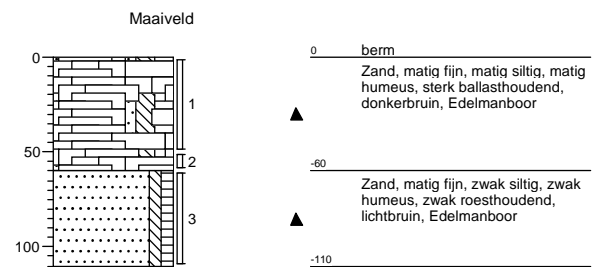 Maaiveld
0
50
100
1
2
3
0 berm
Zand, matig fijn, matig siltig, matig
humeus, sterk ballasthoudend,
donkerbruin, Edelmanboor
-60
Zand, matig fijn, zwak siltig, zwak
humeus, zwak roesthoudend,
lichtbruin, Edelmanboor
-110